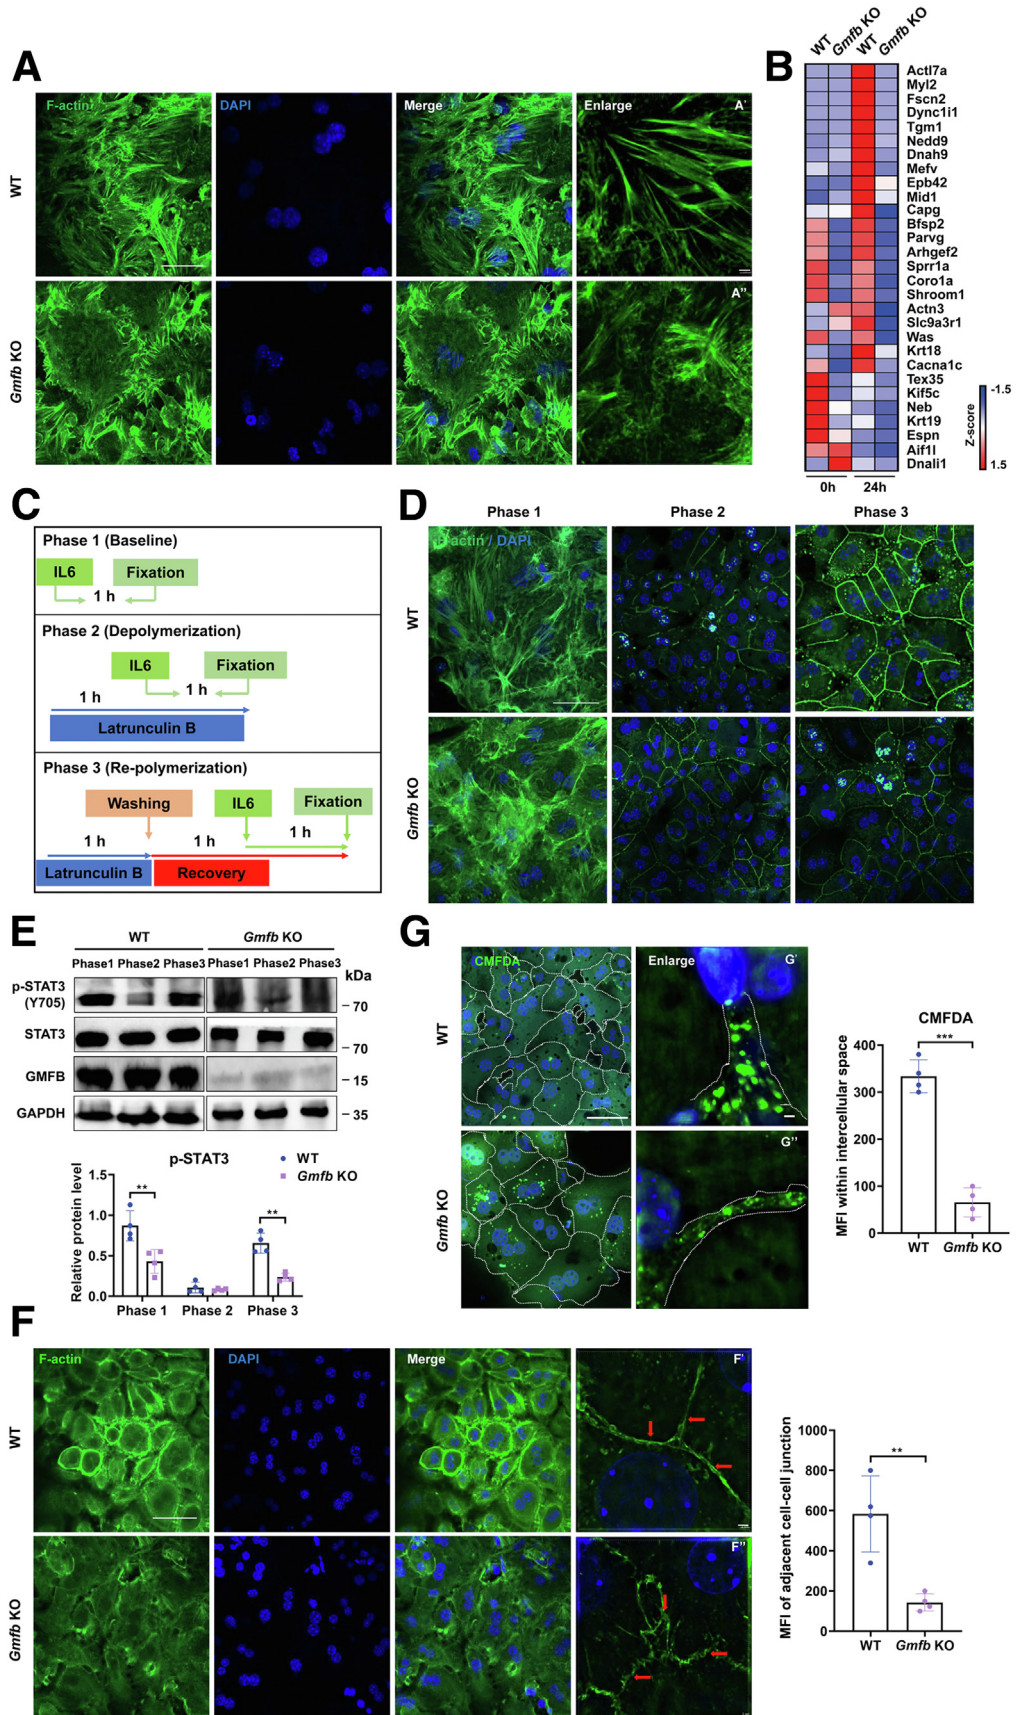 A
F-actin
DAPI
Merge
Enlarge
A'
WT
A''
Gmfb KO
B
WT
Gmfb KO
WT
Gmfb KO
Actl7a
Myl2
Fscn2
Dync1i1
Tgm1
Nedd9
Dnah9
Mefv
Epb42
Mid1
Capg
Bfsp2
Parvg
Arhgef2
Sprr1a
Coro1a
Shroom1
Actn3
Slc9a3r1
Was
Krt18
Cacna1c
Tex35
Kif5c
Neb
Krt19
Espn
Aif1l
Dnali1
0h
24h
-1.5
Z-score
1.5
C
Phase 1 (Baseline)
IL6
Fixation
1 h
Phase 2 (Depolymerization)
IL6
Fixation
1 h
1 h
Latrunculin B
Phase 3 (Re-polymerization)
Washing
IL6
Fixation
1 h
1 h
1 h
Latrunculin B
Recovery
D
Phase 1
Phase 2
Phase 3
F-actin / DAPI
WT
Gmfb KO
E
WT
Gmfb KO
Phase1 Phase2 Phase3 Phase1 Phase2 Phase3
kDa
p-STAT3
(Y705)
70
STAT3
70
GMFB
15
GAPDH
35
p-STAT3
WT
Gmfb KO
Relative protein level
1.5
1.0
0.5
0.0
**
**
Phase 1
Phase 2
Phase 3
G
CMFDA
Enlarge
G'
WT
G''
Gmfb KO
CMFDA
MFI within intercellular space
400
300
200
100
0
***
WT
Gmfb KO
F
F-actin
DAPI
Merge
F'
WT
F''
Gmfb KO
MFI of adjacent cell-cell junction
1000
800
600
400
200
0
**
WT
Gmfb KO